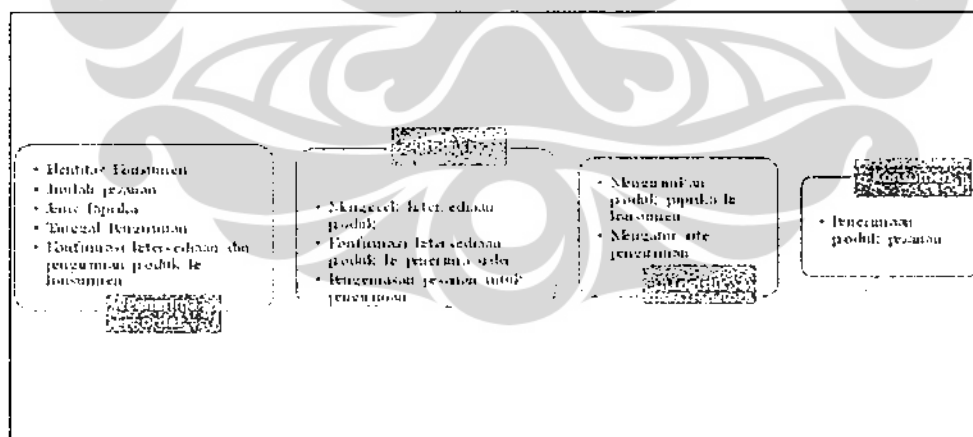 • Identitas Konsumen
• Jumlah pesanan
• Jenis Paprika
• Tanggal Pengiriman
• Konfirmasi ketersediaan dan
pengiriman produk ke
konsumen
• Mengecek ketersediaan
produk
• Konfirmasi ketersediaan
produk ke penerima order
• Pengemasan pesanan untuk
pengiriman
• Mengirimkan
produk paprika ke
konsumen
• Mengatur rute
pengiriman
Konsumen
• Penerimaan
produk pesanan